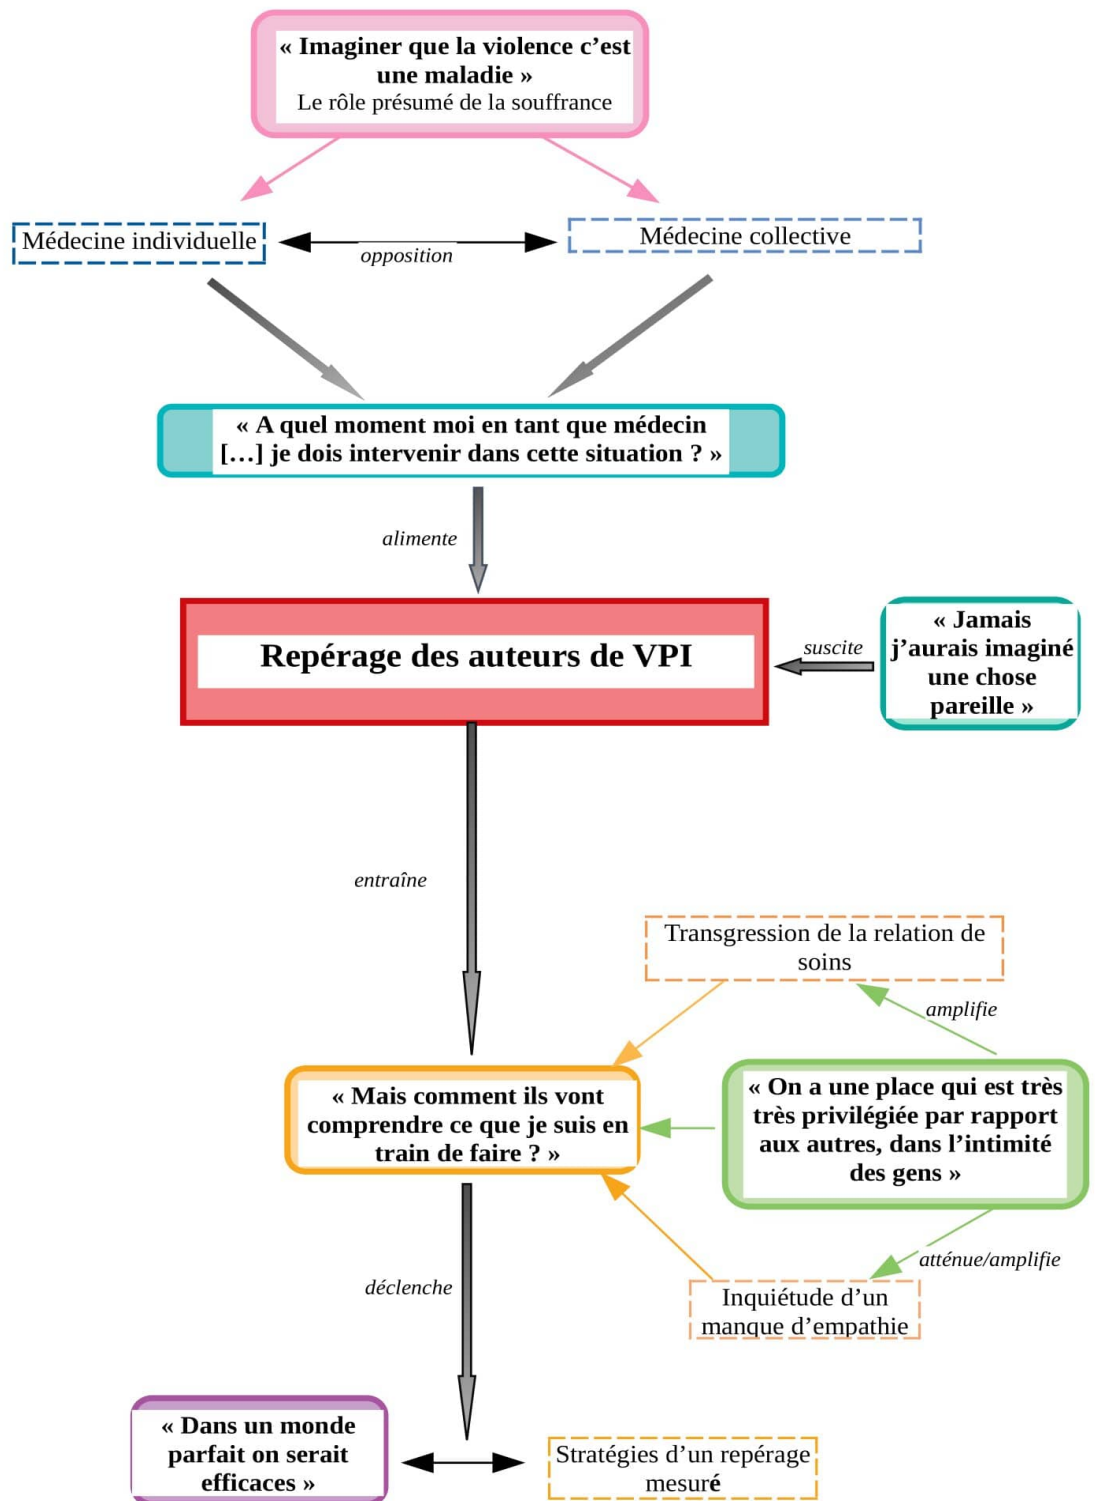 « Imaginer que la violence c’est
une maladie »
Le rôle présumé de la souffrance
Médecine individuelle
opposition
Médecine collective
« A quel moment moi en tant que médecin
[…] je dois intervenir dans cette situation ? »
alimente
Repérage des auteurs de VPI
suscite
« Jamais
j’aurais imaginé
une chose
pareille »
entraîne
Transgression de la relation de
soins
amplifie
« Mais comment ils vont
comprendre ce que je suis en
train de faire ? »
« On a une place qui est très
très privilégiée par rapport
aux autres, dans l’intimité
des gens »
atténue/amplifie
déclenche
Inquiétude d’un
manque d’empathie
« Dans un monde
parfait on serait
efficaces »
Stratégies d’un repérage
mesuré